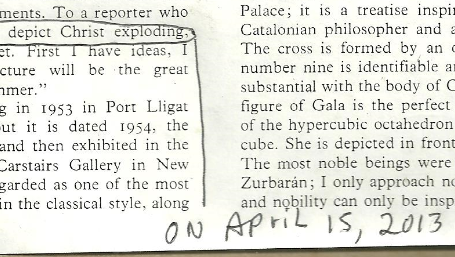 ments. To a reporter who
depict Christ exploding,
et. First I have ideas, I
cture will be the great
mmer."
g in 1953 in Port Lligat
out it is dated 1954, the
and then exhibited in the
Carstairs Gallery in New
garded as one of the most
in the classical style, along
Palace; it is a treatise inspi
Catalonian philosopher and a
The cross is formed by an o
number nine is identifiable a
substantial with the body of C
figure of Gala is the perfect
of the hypercubic octahedron
cube. She is depicted in front
The most noble beings were
Zurbarán; I only approach no
and nobility can only be insp
ON APriL 15, 2013